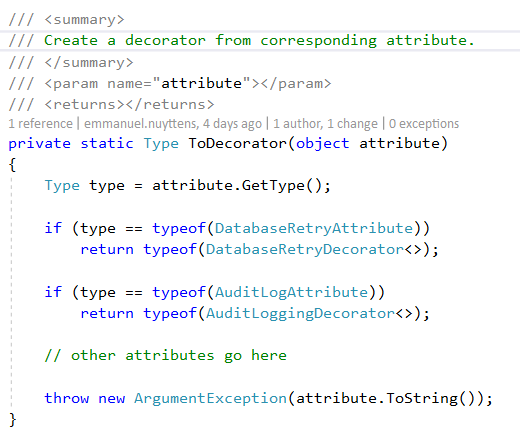 /// <summary>
/// Create a decorator from corresponding attribute.
/// </summary>
/// <param name="attribute"></param>
/// <returns></returns>
1 reference | emmanuel.nuyttens, 4 days ago | 1 author, 1 change | 0 exceptions
private static Type ToDecorator(object attribute)
{
    Type type = attribute.GetType();

    if (type == typeof(DatabaseRetryAttribute))
        return typeof(DatabaseRetryDecorator<>);

    if (type == typeof(AuditLogAttribute))
        return typeof(AuditLoggingDecorator<>);

    // other attributes go here

    throw new ArgumentException(attribute.ToString());
}